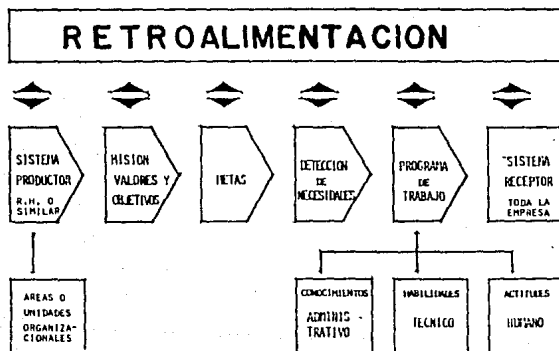 RETROALIMENTACION
SISTEMA
PRODUCTOR
R.H. O
SIMILAR
MISION
VALORES Y
OBJETIVOS
METAS
DETECCION
DE
NECESIDADES
PROGRAMA
DE
TRABAJO
"SISTEMA
RECEPTOR
TODA LA
EMPRESA
AREAS O
UNIDADES
ORGANIZA-
CIONALES
CONOCIMIENTOS
ADMINIS
TRATIVO
HABILIDADES
TECNICO
ACTITUDES
HUMANO